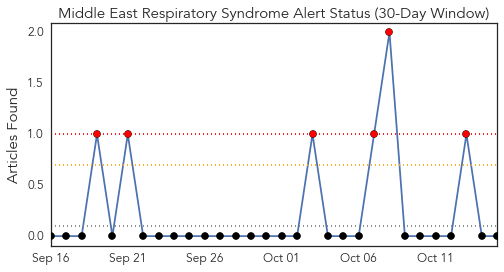 Middle East Respiratory Syndrome Alert Status (30-Day Window)
Articles Found
2.0
1.5
1.0
0.5
0.0
Sep 16 Sep 21 Sep 26 Oct 01 Oct 06 Oct 11